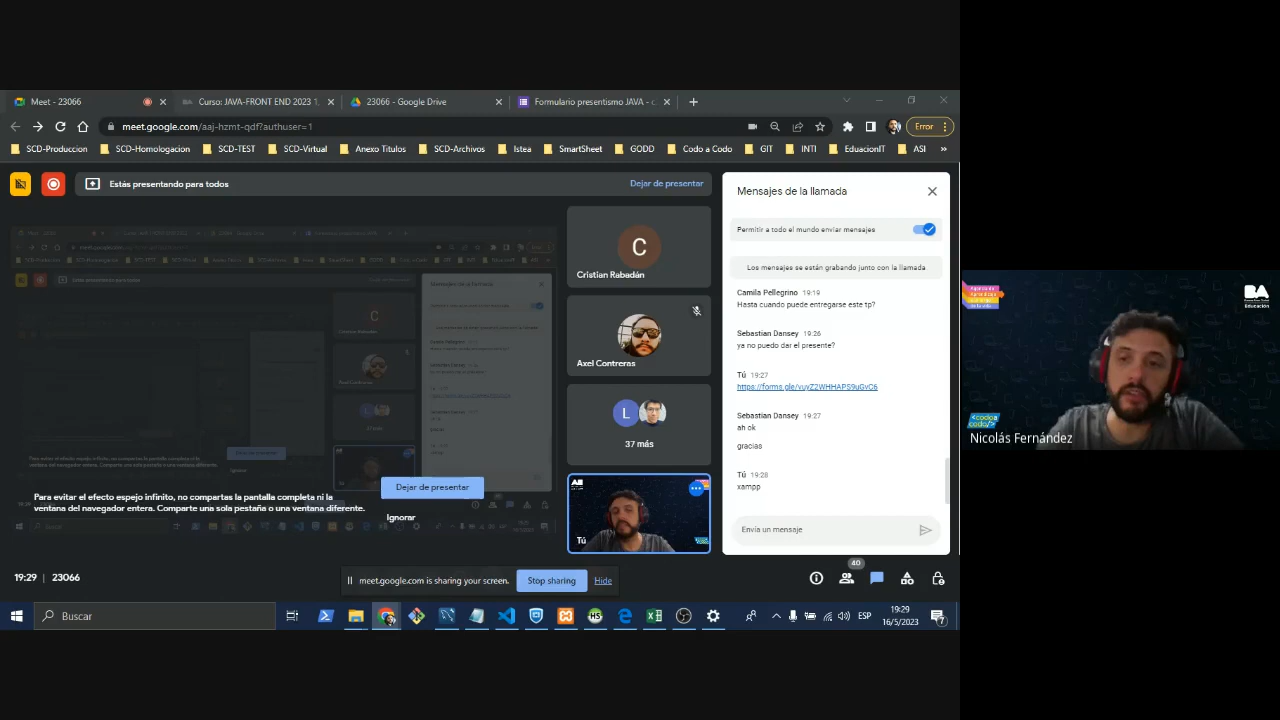 Meet - 23066
Curso: JAVA-FRONT END 2023 1.
23066 - Google Drive
Formulario presentismo JAVA - c
meet.google.com/aaj-hzmt-qdf?authuser=1
Error
SCD-Produccion
SCD-Homologacion
SCD-TEST
SCD-Virtual
Anexo Titulos
SCD-Archivos
Istea
SmartSheet
GODD
Codo a Codo
GIT
INTI
EduacionIT
ASI
Estás presentando para todos
Dejar de presentar
Mensajes de la llamada
Permitir a todo el mundo enviar mensajes
Los mensajes se están grabando junto con la llamada
C
Cristian Rabadán
Camila Pellegrino 19:19
Hasta cuando puede entregarse este tp?
Sebastian Dansey 19:26
ya no puedo dar el presente?
Axel Contreras
Tú 19:27
https://forms.gle/vuyZ2WHHAPS9uGvC6
L
37 más
Sebastian Dansey 19:27
ah ok
gracias
Tú 19:28
xampp
Dejar de presentar
Para evitar el efecto espejo infinito, no compartas la pantalla completa ni la
ventana del navegador entera. Comparte una sola pestaña o una ventana diferente.
Ignorar
Tú
Envía un mensaje
19:29 | 23066
meet.google.com is sharing your screen.
Stop sharing
Hide
40
Buscar
ESP
19:29
16/5/2023
BA
Educación
<codo a
codo/>
Nicolás Fernández